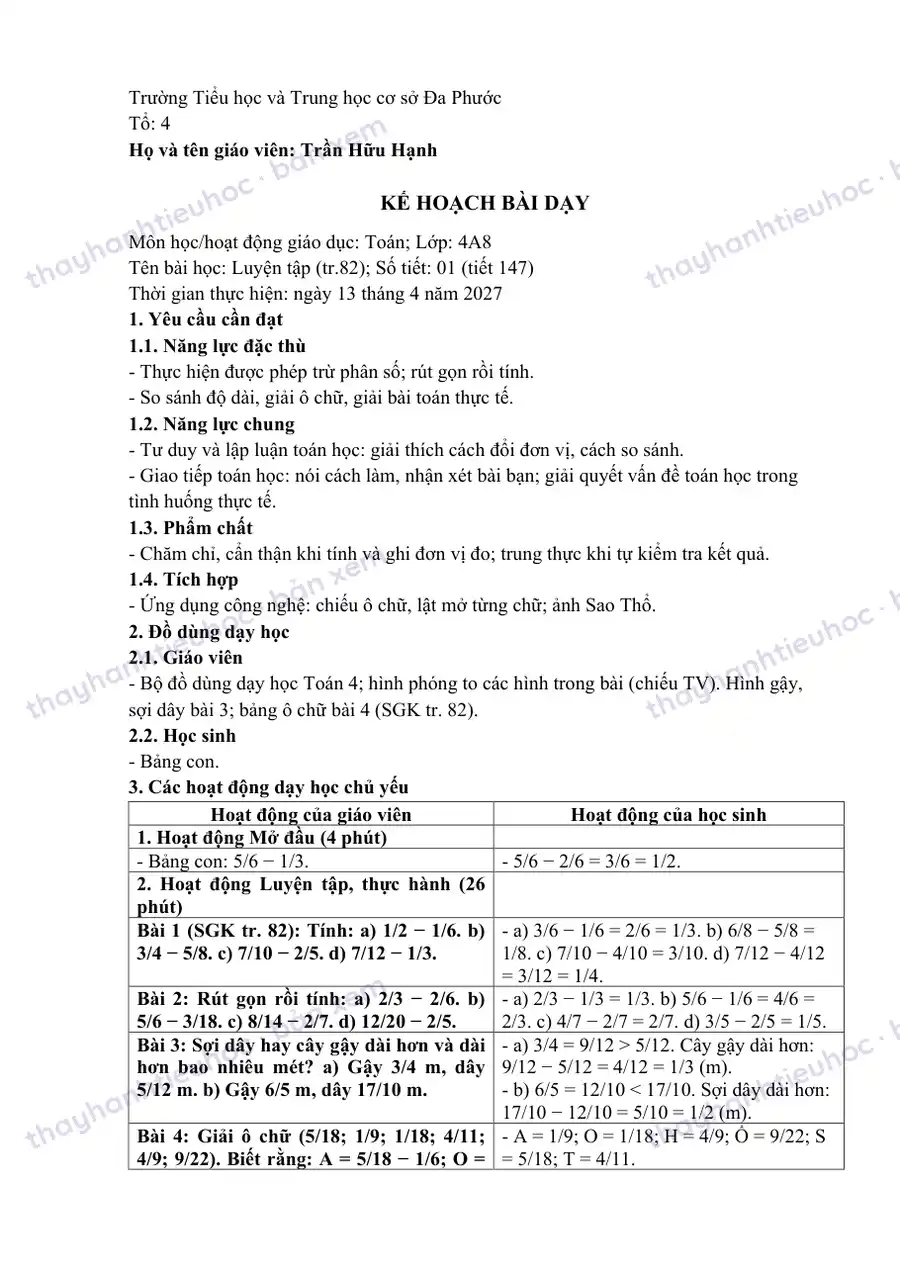 Trường Tiểu học và Trung học cơ sở Đa Phước
Tổ: 4
Họ và tên giáo viên: Trần Hữu Hạnh
KẾ HOẠCH BÀI DẠY
Môn học/hoạt động giáo dục: Toán; Lớp: 4A8
Tên bài học: Luyện tập (tr.82); Số tiết: 01 (tiết 147)
Thời gian thực hiện: ngày 13 tháng 4 năm 2027
1. Yêu cầu cần đạt
1.1. Năng lực đặc thù
- Thực hiện được phép trừ phân số; rút gọn rồi tính.
- So sánh độ dài, giải ô chữ, giải bài toán thực tế.
1.2. Năng lực chung
- Tư duy và lập luận toán học: giải thích cách đổi đơn vị, cách so sánh.
- Giao tiếp toán học: nói cách làm, nhận xét bài bạn; giải quyết vấn đề toán học trong
tình huống thực tế.
1.3. Phẩm chất
- Chăm chỉ, cẩn thận khi tính và ghi đơn vị đo; trung thực khi tự kiểm tra kết quả.
1.4. Tích hợp
- Ứng dụng công nghệ: chiếu ô chữ, lật mở từng chữ; ảnh Sao Thổ.
2. Đồ dùng dạy học
2.1. Giáo viên
- Bộ đồ dùng dạy học Toán 4; hình phóng to các hình trong bài (chiếu TV). Hình gậy,
sợi dây bài 3; bảng ô chữ bài 4 (SGK tr. 82).
2.2. Học sinh
- Bảng con.
3. Các hoạt động dạy học chủ yếu
Hoạt động của giáo viên
Hoạt động của học sinh
1. Hoạt động Mở đầu (4 phút)
- Bảng con: 5/6 − 1/3.
- 5/6 − 2/6 = 3/6 = 1/2.
2. Hoạt động Luyện tập, thực hành (26
phút)
Bài 1 (SGK tr. 82): Tính: a) 1/2 − 1/6. b)
3/4 − 5/8. c) 7/10 − 2/5. d) 7/12 − 1/3.
- a) 3/6 − 1/6 = 2/6 = 1/3. b) 6/8 − 5/8 =
1/8. c) 7/10 − 4/10 = 3/10. d) 7/12 − 4/12
= 3/12 = 1/4.
Bài 2: Rút gọn rồi tính: a) 2/3 − 2/6. b)
5/6 − 3/18. c) 8/14 − 2/7. d) 12/20 − 2/5.
- a) 2/3 − 1/3 = 1/3. b) 5/6 − 1/6 = 4/6 =
2/3. c) 4/7 − 2/7 = 2/7. d) 3/5 − 2/5 = 1/5.
Bài 3: Sợi dây hay cây gậy dài hơn và dài
hơn bao nhiêu mét? a) Gậy 3/4 m, dây
5/12 m. b) Gậy 6/5 m, dây 17/10 m.
- a) 3/4 = 9/12 > 5/12. Cây gậy dài hơn:
9/12 − 5/12 = 4/12 = 1/3 (m).
- b) 6/5 = 12/10 < 17/10. Sợi dây dài hơn:
17/10 − 12/10 = 5/10 = 1/2 (m).
Bài 4: Giải ô chữ (5/18; 1/9; 1/18; 4/11;
4/9; 9/22). Biết rằng: A = 5/18 − 1/6; O =
- A = 1/9; O = 1/18; H = 4/9; Ổ = 9/22; S
= 5/18; T = 4/11.
thayhanhtieuhoc · bản xem
thayhanhtieuhoc · b
thayhanhtieuhoc · bản xem
thayhanhtieuhoc · b
thayhanhtieuhoc · bản xem
thayhanhtieuhoc · b